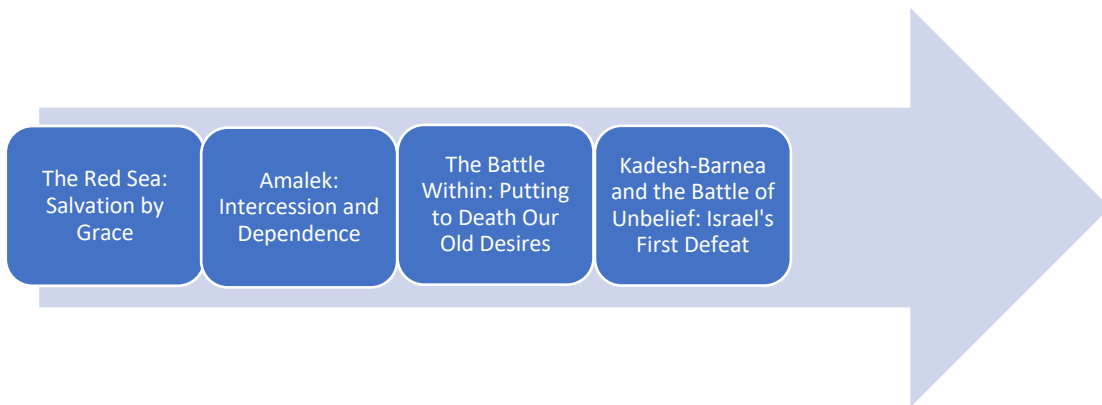 The Red Sea:
Salvation by
Grace
Amalek:
Intercession and
Dependence
The Battle
Within: Putting
to Death Our
Old Desires
Kadesh-Barnea
and the Battle of
Unbelief: Israel's
First Defeat